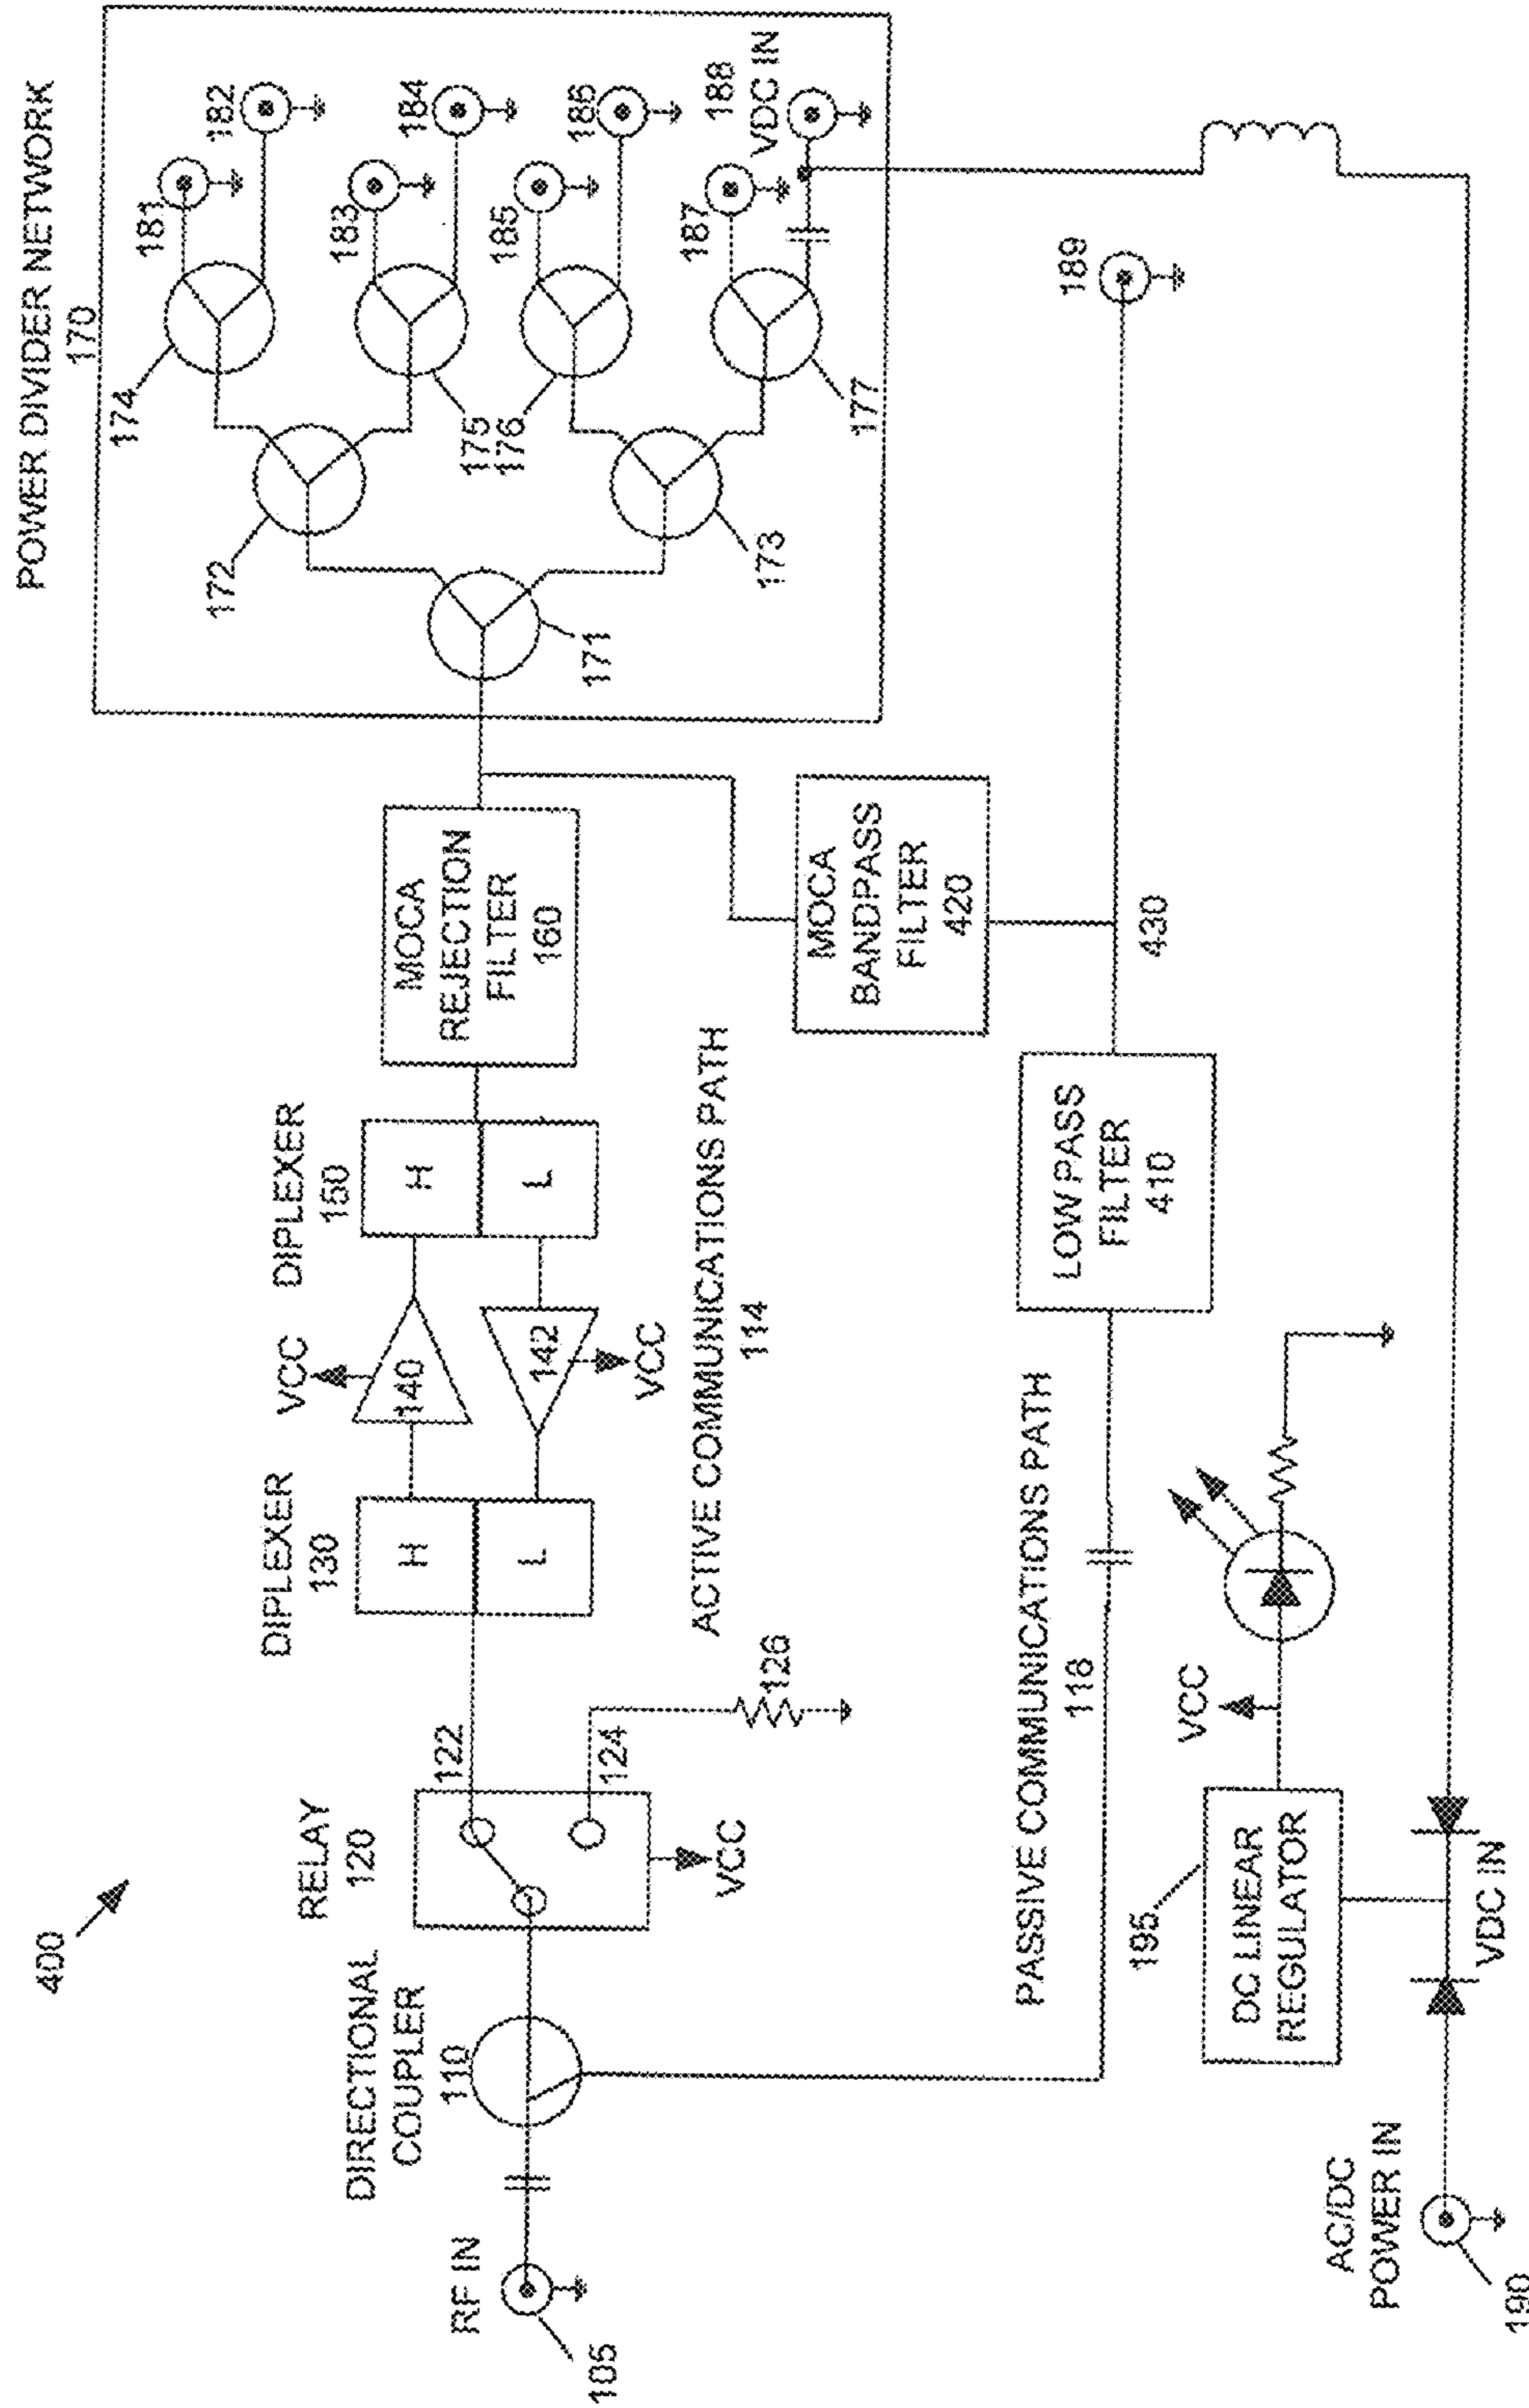 400
POWER DIVIDER NETWORK
170
174
172
171
173
175
176
177
181
182
183
184
185
186
187
188
VDC IN
189
RF IN
105
DIRECTIONAL
COUPLER
110
RELAY
120
122
124
126
VCC
DIPLEXER
130
H
L
VCC
140
142
VCC
DIPLEXER
150
H
L
ACTIVE COMMUNICATIONS PATH
114
MOCA
REJECTION
FILTER
160
MOCA
BANDPASS
FILTER
420
430
LOW PASS
FILTER
410
PASSIVE COMMUNICATIONS PATH
118
195
DC LINEAR
REGULATOR
VCC
VDC IN
AC/DC
POWER IN
190